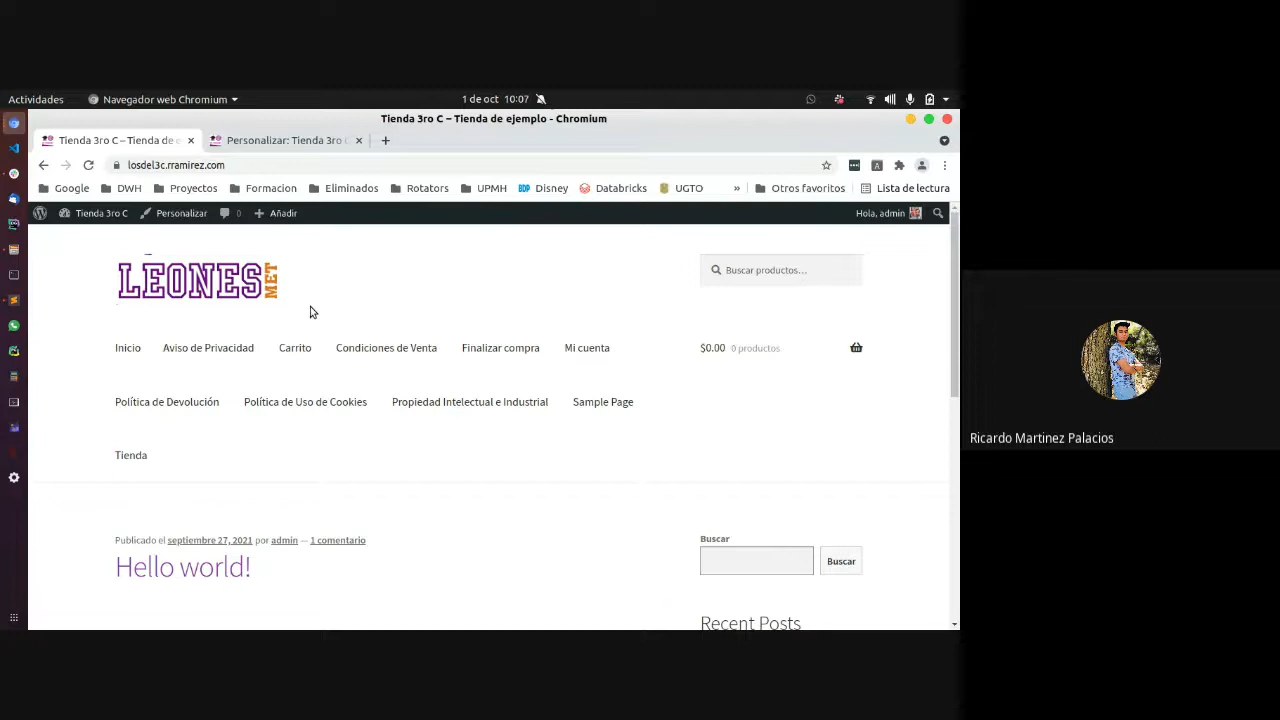 Actividades Navegador web Chromium 1 de oct 10:07
Tienda 3ro C – Tienda de ejemplo - Chromium
Tienda 3ro C – Tienda de e Personalizar: Tienda 3ro C
losdel3c.rramirez.com
Google DWH Proyectos Formacion Eliminados Rotators UPMH BDP Disney Databricks UGTO » Otros favoritos Lista de lectura
Tienda 3ro C Personalizar 0 Añadir Hola, admin
LEONES MET
Buscar productos...
Inicio Aviso de Privacidad Carrito Condiciones de Venta Finalizar compra Mi cuenta $0.00 0 productos
Política de Devolución Política de Uso de Cookies Propiedad Intelectual e Industrial Sample Page
Tienda
Publicado el septiembre 27, 2021 por admin — 1 comentario
Hello world!
Buscar
Buscar
Recent Posts
Ricardo Martinez Palacios